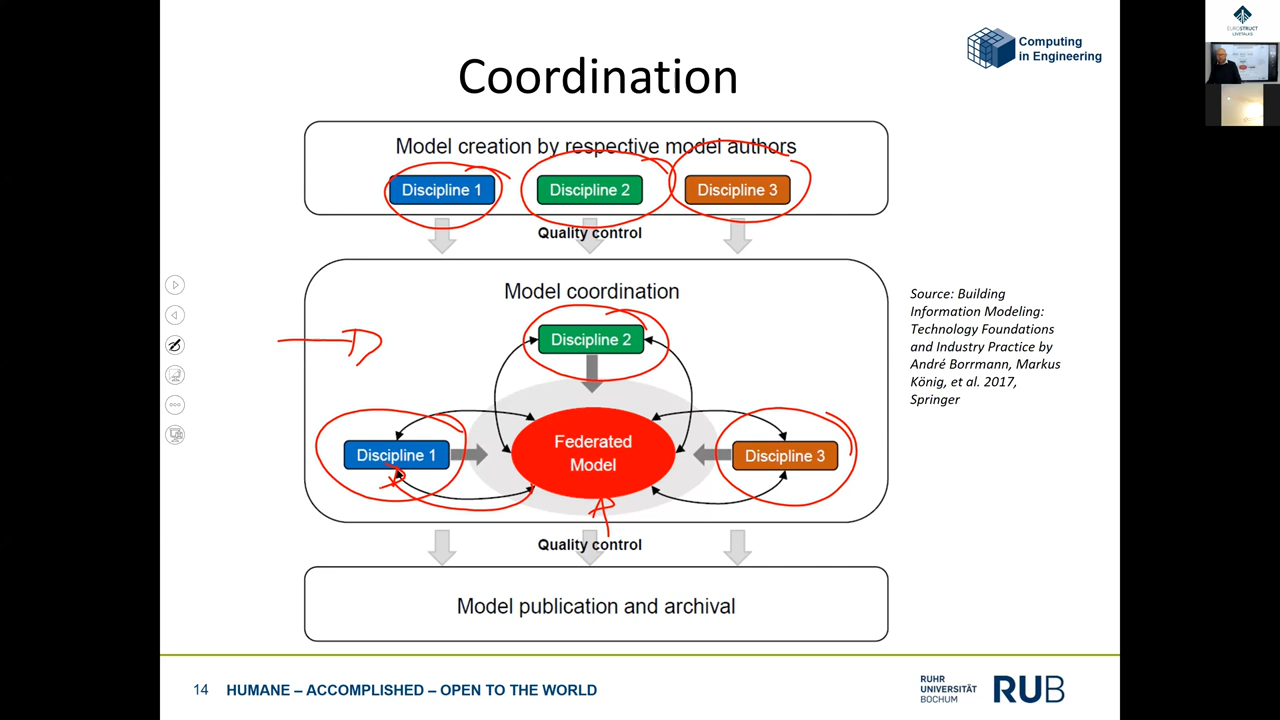 Computing
in Engineering
EUROSTRUCT
LIVETALKS
Coordination
Model creation by respective model authors
Discipline 1
Discipline 2
Discipline 3
Quality control
Model coordination
Discipline 2
Discipline 1
Federated
Model
Discipline 3
Quality control
Model publication and archival
Source: Building
Information Modeling:
Technology Foundations
and Industry Practice by
André Borrmann, Markus
König, et al. 2017,
Springer
14 HUMANE – ACCOMPLISHED – OPEN TO THE WORLD
RUHR
UNIVERSITÄT
BOCHUM
RUB